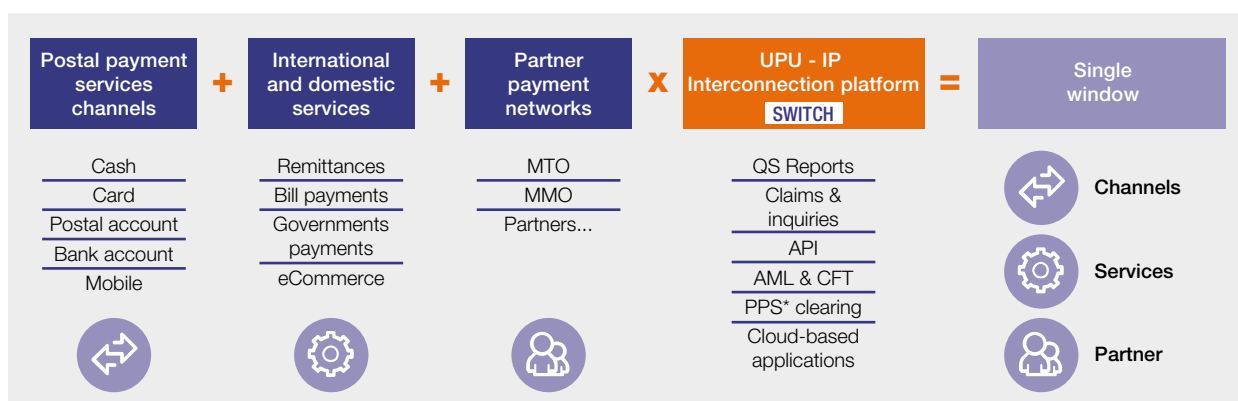 Postal payment
services
channels
+
International
and domestic
services
+
Partner
payment
networks
x
UPU - IP
Interconnection platform
SWITCH
=
Single
window
Cash
Card
Postal account
Bank account
Mobile
Remittances
Bill payments
Governments
payments
eCommerce
MTO
MMO
Partners...
QS Reports
Claims &
inquiries
API
AML & CFT
PPS* clearing
Cloud-based
applications
Channels
Services
Partner